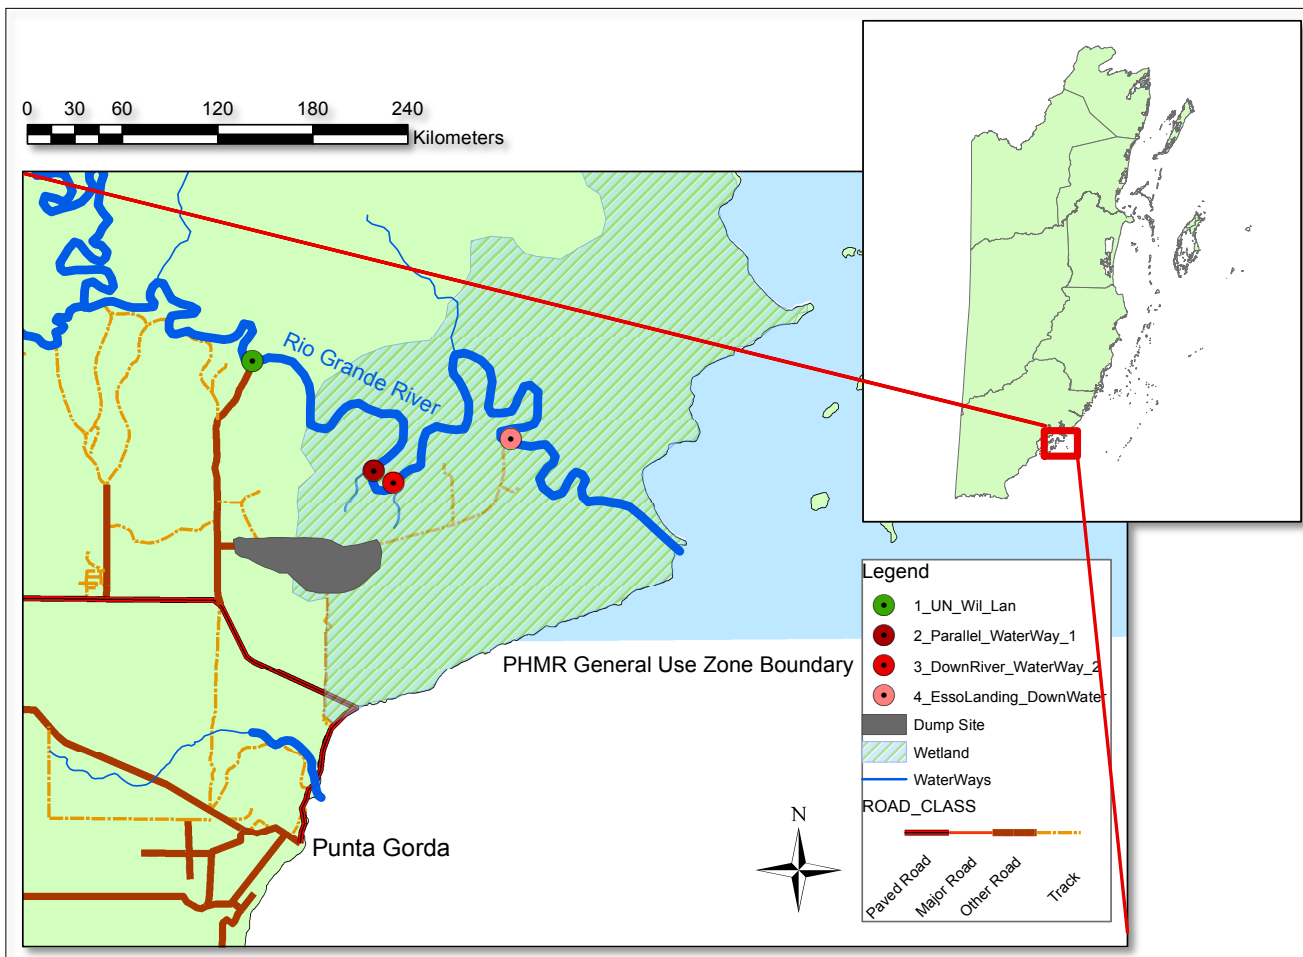 0 30 60 120 180 240
Kilometers
Rio Grande River
PHMR General Use Zone Boundary
Punta Gorda
N
Legend
1_UN_Wil_Lan
2_Parallel_WaterWay_1
3_DownRiver_WaterWay_2
4_EssoLanding_DownWater
Dump Site
Wetland
WaterWays
ROAD_CLASS
Paved Road
Major Road
Other Road
Track